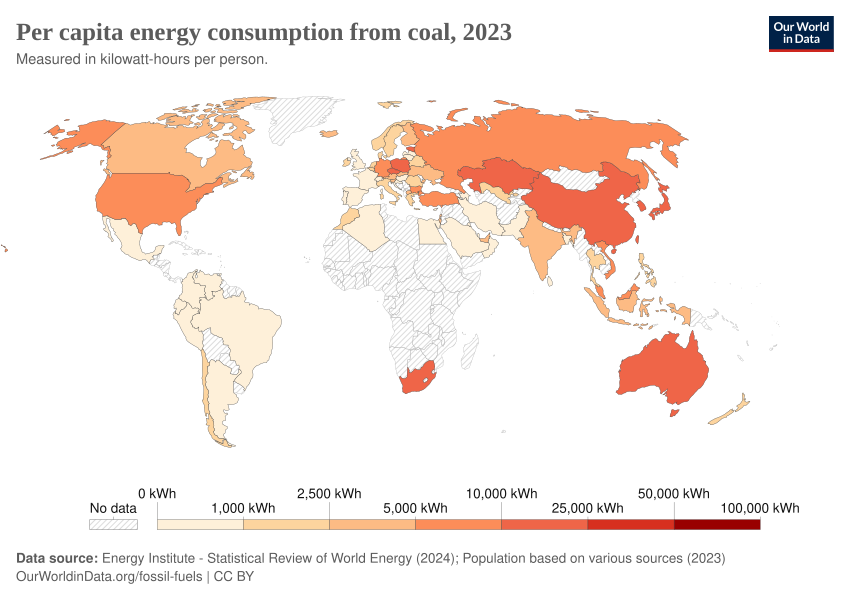 Per capita energy consumption from coal, 2023
Our World
in Data
Measured in kilowatt-hours per person.
No data
0 kWh
1,000 kWh
2,500 kWh
5,000 kWh
10,000 kWh
25,000 kWh
50,000 kWh
100,000 kWh
Data source: Energy Institute - Statistical Review of World Energy (2024); Population based on various sources (2023)
OurWorldinData.org/fossil-fuels | CC BY